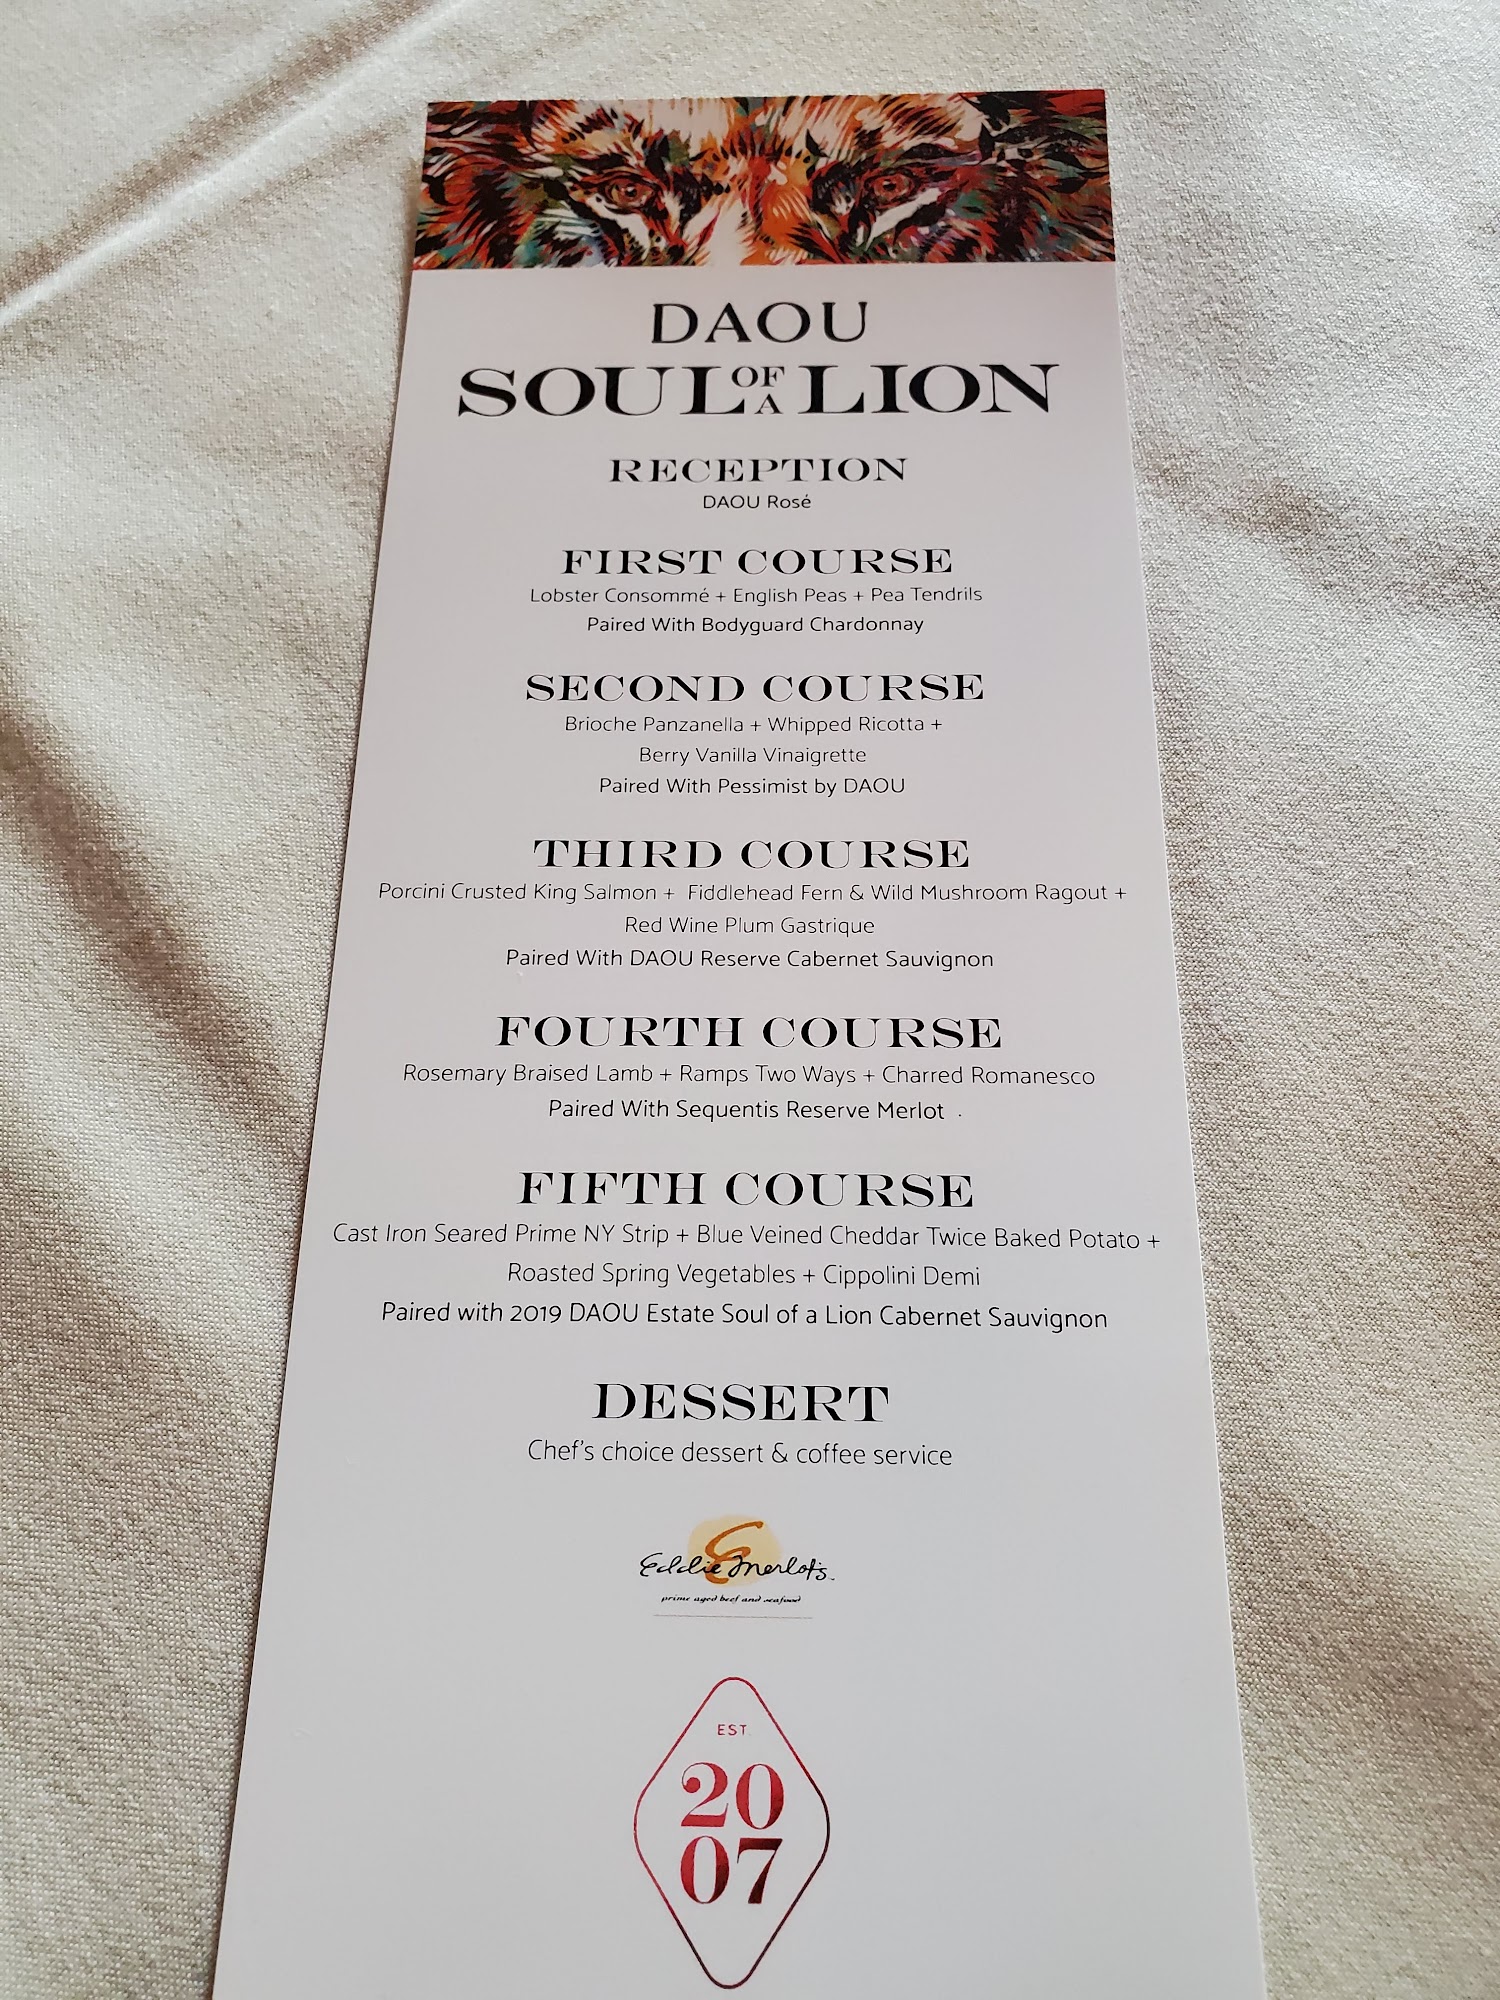 DAOU
SOUL OF A LION
RECEPTION
DAOU Rosé
FIRST COURSE
Lobster Consommé + English Peas + Pea Tendrils
Paired With Bodyguard Chardonnay
SECOND COURSE
Brioche Panzanella + Whipped Ricotta +
Berry Vanilla Vinaigrette
Paired With Pessimist by DAOU
THIRD COURSE
Porcini Crusted King Salmon + Fiddlehead Fern & Wild Mushroom Ragout +
Red Wine Plum Gastrique
Paired With DAOU Reserve Cabernet Sauvignon
FOURTH COURSE
Rosemary Braised Lamb + Ramps Two Ways + Charred Romanesco
Paired With Sequentis Reserve Merlot .
FIFTH COURSE
Cast Iron Seared Prime NY Strip + Blue Veined Cheddar Twice Baked Potato +
Roasted Spring Vegetables + Cippolini Demi
Paired with 2019 DAOU Estate Soul of a Lion Cabernet Sauvignon
DESSERT
Chef's choice dessert & coffee service
E
Eddie Merlot's
prime aged beef and seafood
EST.
20
07